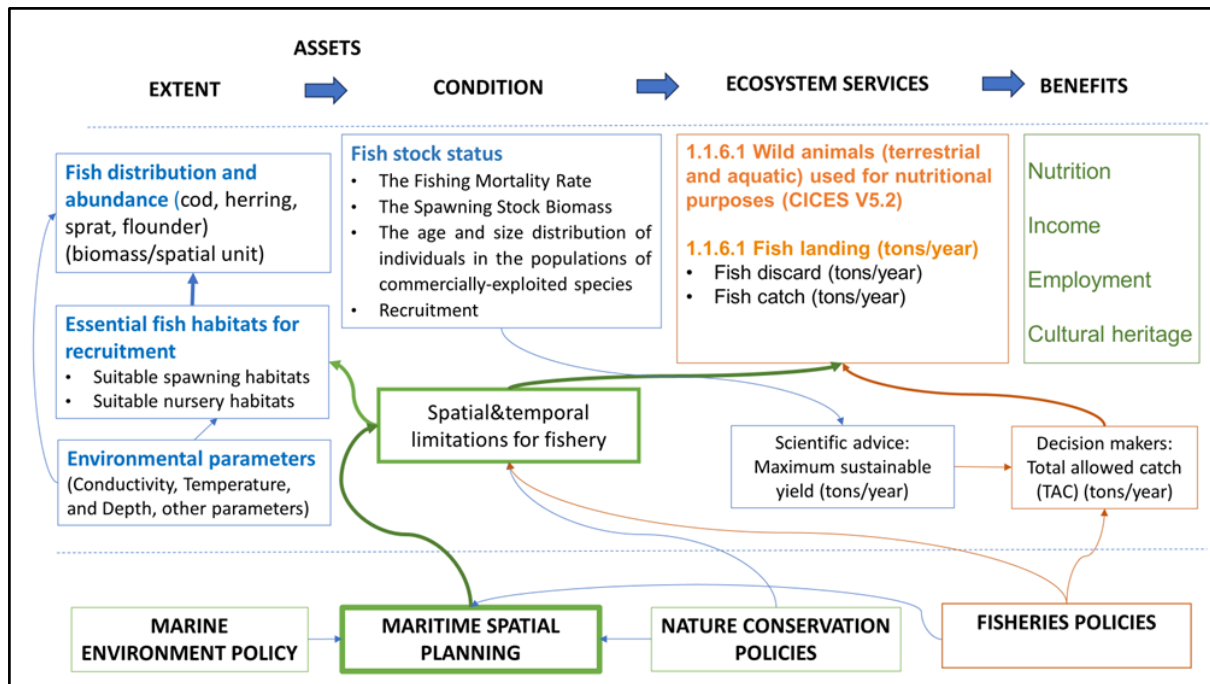 ASSETS
EXTENT
CONDITION
ECOSYSTEM SERVICES
BENEFITS
Fish distribution and
abundance (cod, herring,
sprat, flounder)
(biomass/spatial unit)
Essential fish habitats for
recruitment
• Suitable spawning habitats
• Suitable nursery habitats
Environmental parameters
(Conductivity, Temperature,
and Depth, other parameters)
Fish stock status
• The Fishing Mortality Rate
• The Spawning Stock Biomass
• The age and size distribution of
individuals in the populations of
commercially-exploited species
• Recruitment
1.1.6.1 Wild animals (terrestrial
and aquatic) used for nutritional
purposes (CICES V5.2)
1.1.6.1 Fish landing (tons/year)
• Fish discard (tons/year)
• Fish catch (tons/year)
Nutrition
Income
Employment
Cultural heritage
Spatial&temporal
limitations for fishery
Scientific advice:
Maximum sustainable
yield (tons/year)
Decision makers:
Total allowed catch
(TAC) (tons/year)
MARINE
ENVIRONMENT POLICY
MARITIME SPATIAL
PLANNING
NATURE CONSERVATION
POLICIES
FISHERIES POLICIES